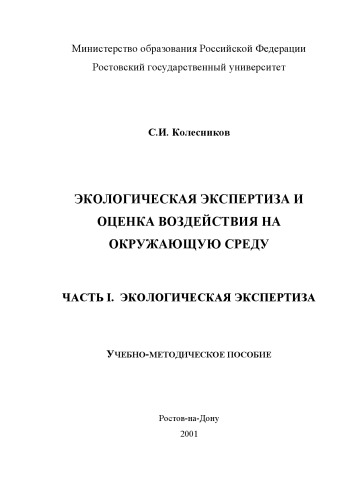 Министерство образования Российской Федерации
Ростовский государственный университет
С.И. Колесников
ЭКОЛОГИЧЕСКАЯ ЭКСПЕРТИЗА И
ОЦЕНКА ВОЗДЕЙСТВИЯ НА
ОКРУЖАЮЩУЮ СРЕДУ
ЧАСТЬ I. ЭКОЛОГИЧЕСКАЯ ЭКСПЕРТИЗА
УЧЕБНО-МЕТОДИЧЕСКОЕ ПОСОБИЕ
Ростов-на-Дону
2001